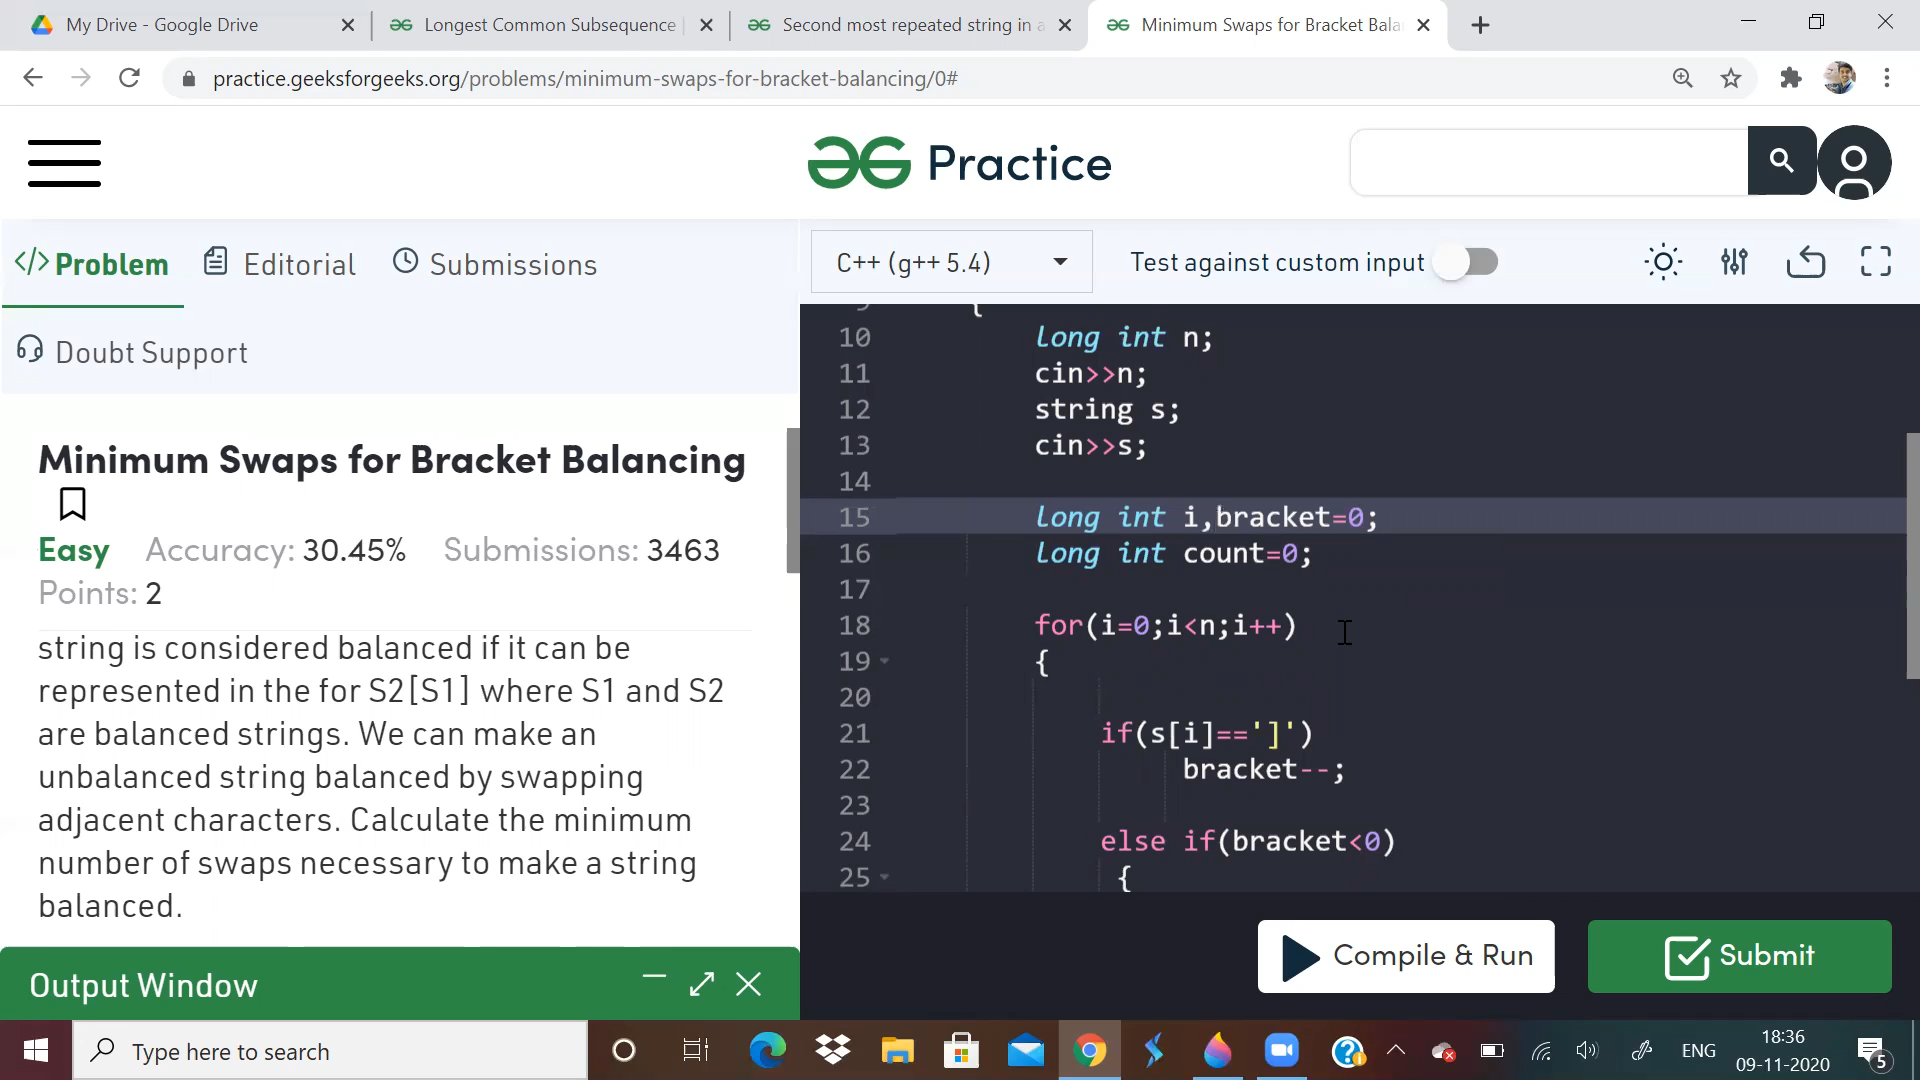 My Drive - Google Drive
Longest Common Subsequence
Second most repeated string in a
Minimum Swaps for Bracket Bala
practice.geeksforgeeks.org/problems/minimum-swaps-for-bracket-balancing/0#
Practice
</> Problem
Editorial
Submissions
Doubt Support
C++ (g++ 5.4)
Test against custom input
Minimum Swaps for Bracket Balancing
Easy Accuracy: 30.45% Submissions: 3463
Points: 2
string is considered balanced if it can be
represented in the for S2[S1] where S1 and S2
are balanced strings. We can make an
unbalanced string balanced by swapping
adjacent characters. Calculate the minimum
number of swaps necessary to make a string
balanced.
Output Window
9 {
10 long int n;
11 cin>>n;
12 string s;
13 cin>>s;
14
15 long int i,bracket=0;
16 long int count=0;
17
18 for(i=0;i<n;i++)
19 {
20
21 if(s[i]==']')
22 bracket--;
23
24 else if(bracket<0)
25 {
Compile & Run
Submit
Type here to search
ENG
18:36
09-11-2020
5